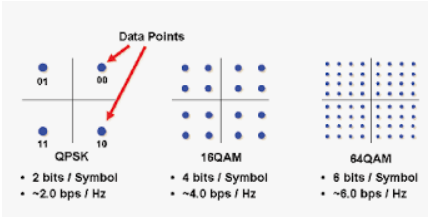 Data Points
01
00
11
10
QPSK
• 2 bits / Symbol
• ~2.0 bps / Hz
16QAM
• 4 bits / Symbol
• ~4.0 bps / Hz
64QAM
• 6 bits / Symbol
• ~6.0 bps / Hz